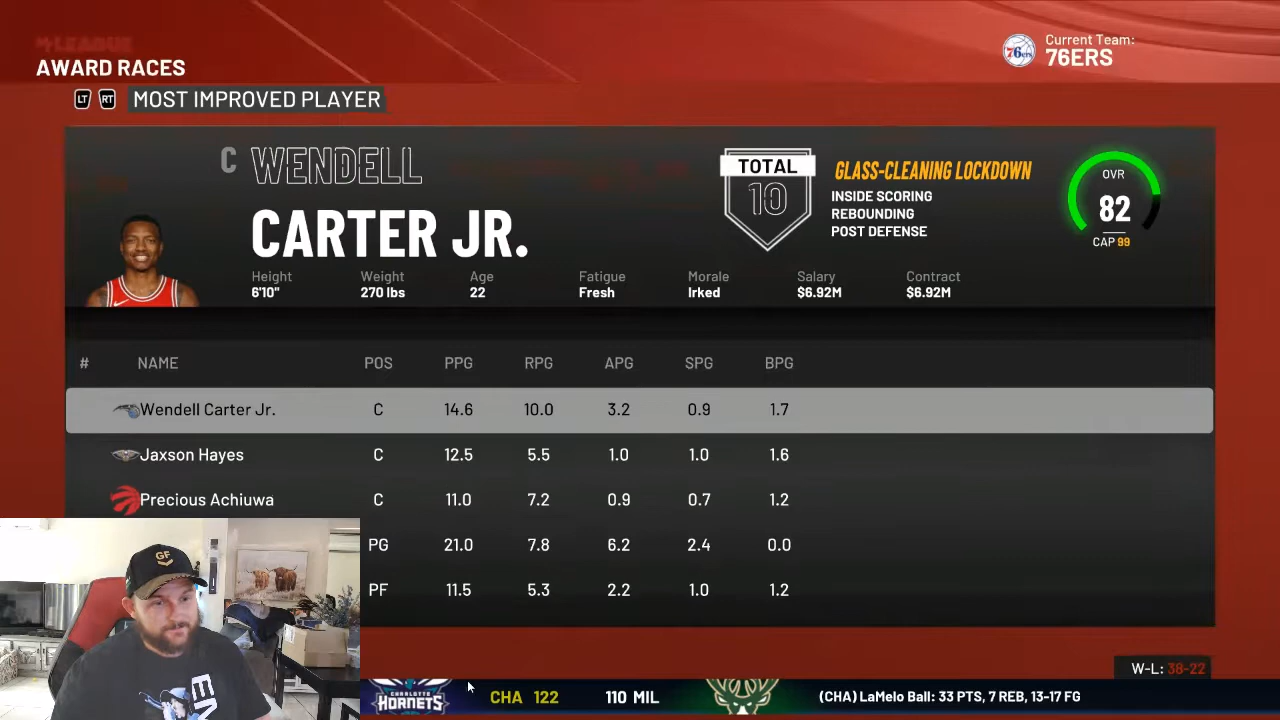 LEAGUE
AWARD RACES
Current Team:
76ERS
76ers
LT RT MOST IMPROVED PLAYER
C WENDELL
CARTER JR.
TOTAL
10
GLASS-CLEANING LOCKDOWN
INSIDE SCORING
REBOUNDING
POST DEFENSE
OVR
82
CAP 99
Height Weight Age Fatigue Morale Salary Contract
6'10" 270 lbs 22 Fresh Irked $6.92M $6.92M
# NAME POS PPG RPG APG SPG BPG
Wendell Carter Jr. C 14.6 10.0 3.2 0.9 1.7
Jaxson Hayes C 12.5 5.5 1.0 1.0 1.6
Precious Achiuwa C 11.0 7.2 0.9 0.7 1.2
PG 21.0 7.8 6.2 2.4 0.0
PF 11.5 5.3 2.2 1.0 1.2
GF
EN
W-L: 38-22
CHARLOTTE
HORNETS
CHA 122 110 MIL (CHA) LaMelo Ball: 33 PTS, 7 REB, 13-17 FG